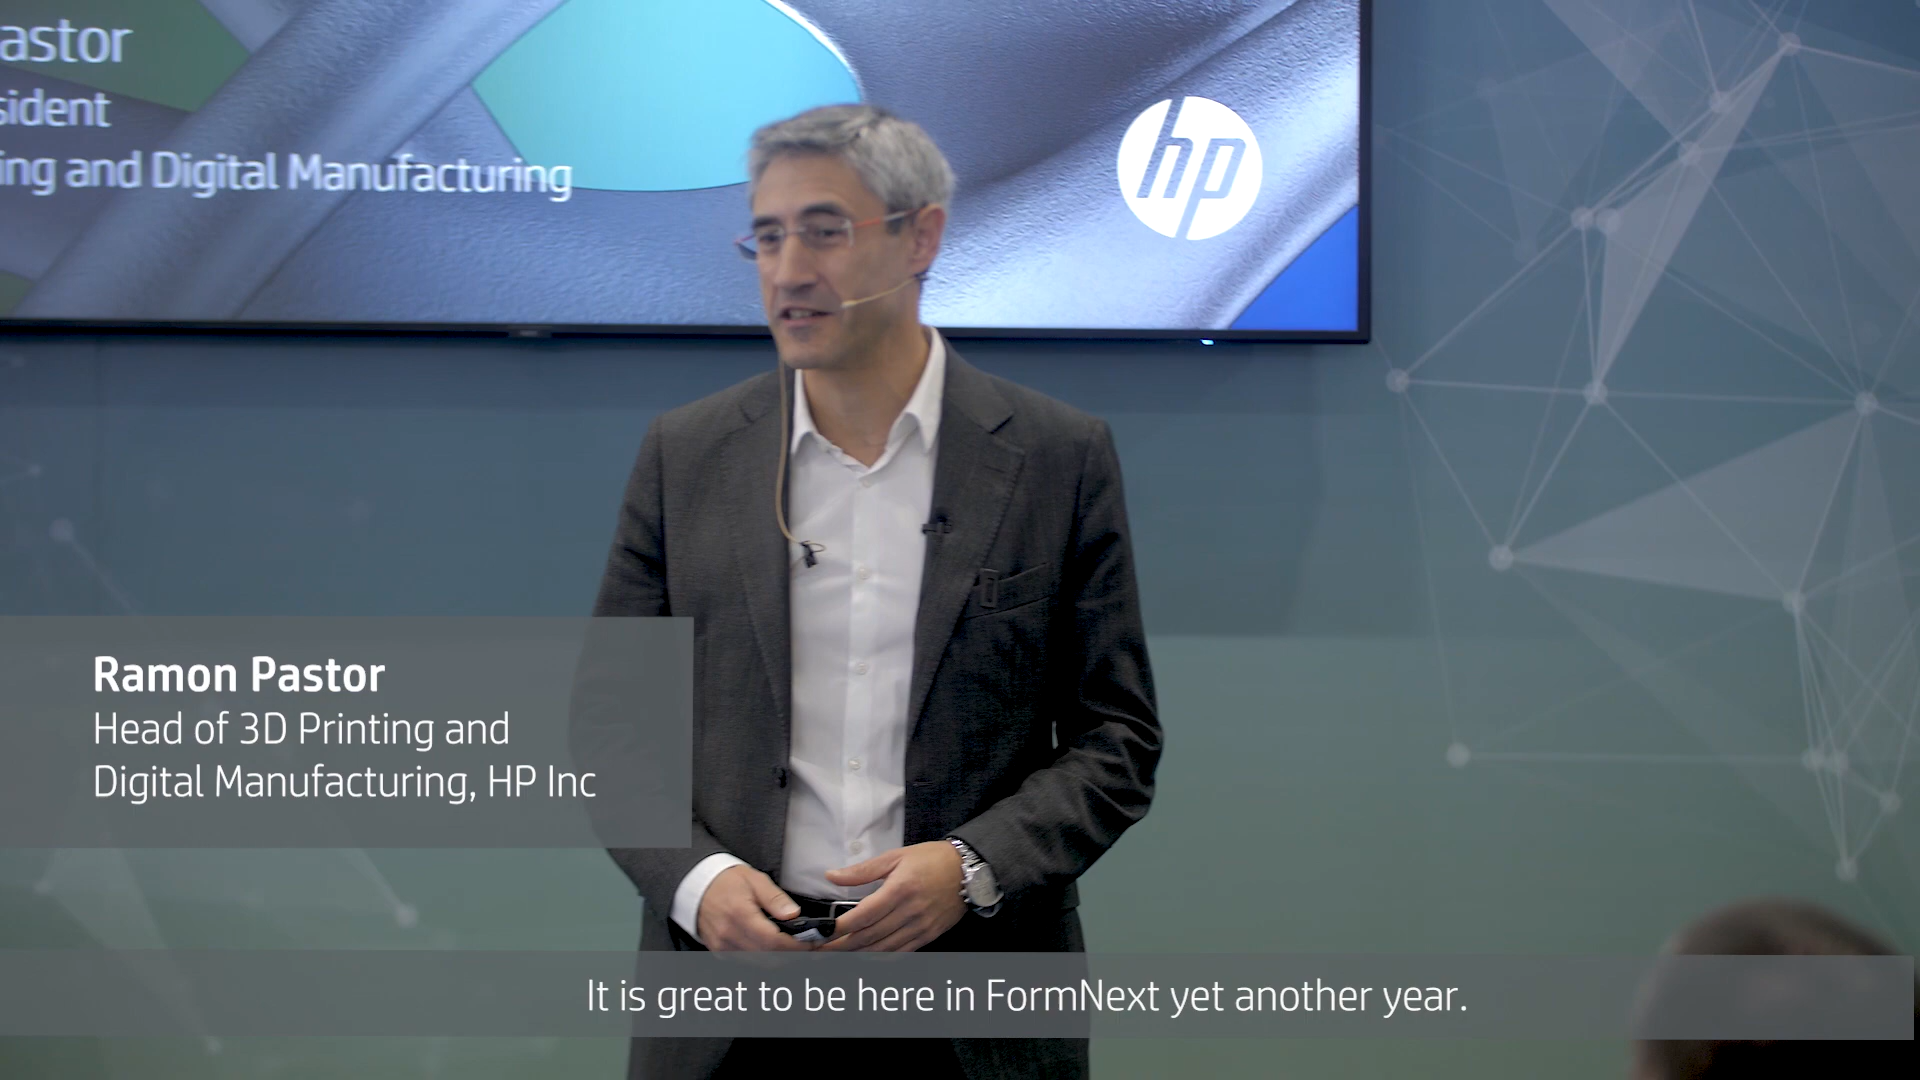 astor
sident
ing and Digital Manufacturing
hp
Ramon Pastor
Head of 3D Printing and
Digital Manufacturing, HP Inc
It is great to be here in FormNext yet another year.